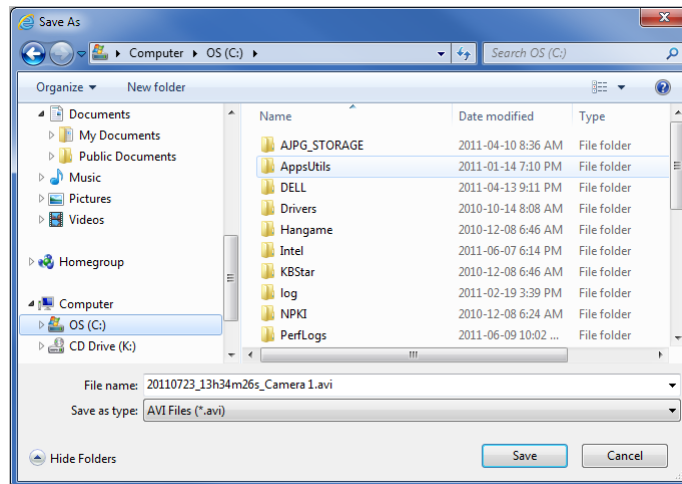 Save As
Computer ▸ OS (C:) ▸
Search OS (C:)
Organize ▾ New folder
Documents
My Documents
Public Documents
Music
Pictures
Videos
Homegroup
Computer
OS (C:)
CD Drive (K:)
Name Date modified Type
AJPG_STORAGE 2011-04-10 8:36 AM File folder
AppsUtils 2011-01-14 7:10 PM File folder
DELL 2011-04-13 9:11 PM File folder
Drivers 2010-10-14 8:08 AM File folder
Hangame 2010-12-08 6:46 AM File folder
Intel 2011-06-07 6:14 PM File folder
KBStar 2010-12-08 6:46 AM File folder
log 2011-02-19 3:39 PM File folder
NPKI 2010-12-08 6:24 AM File folder
PerfLogs 2011-06-09 10:02 ... File folder
File name: 20110723_13h34m26s_Camera 1.avi
Save as type: AVI Files (*.avi)
Hide Folders Save Cancel